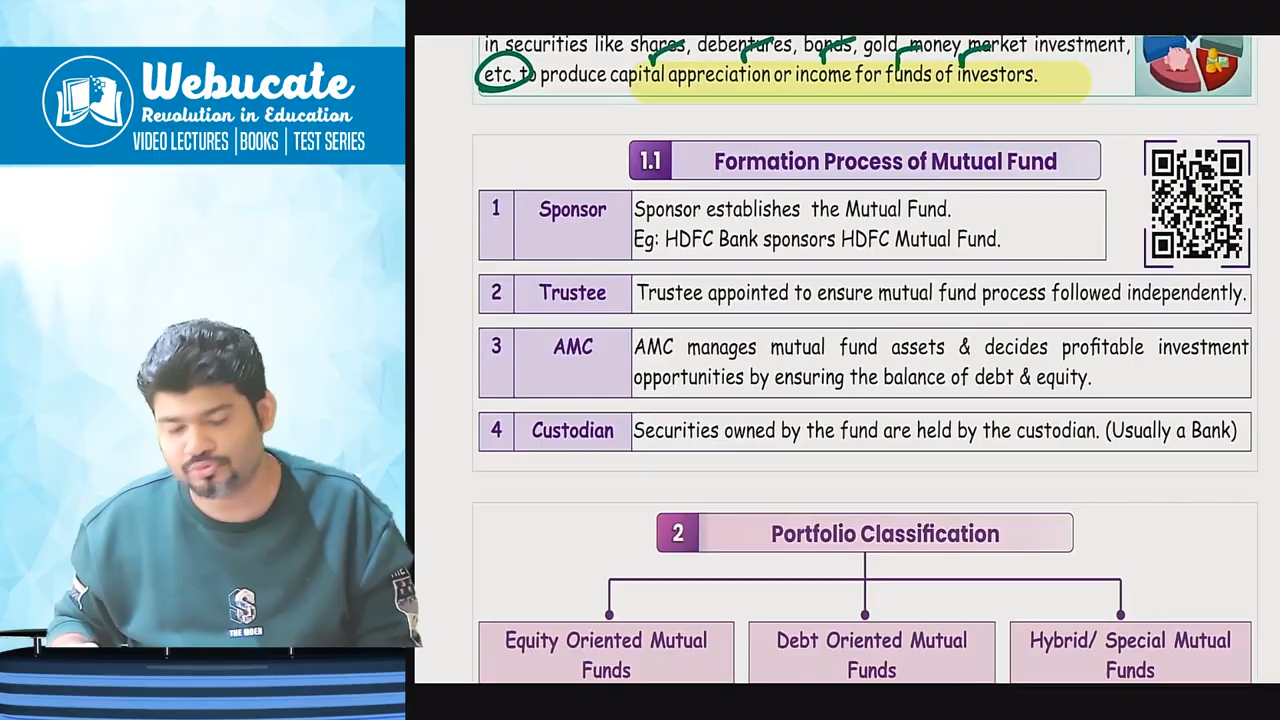 Webucate
Revolution in Education
VIDEO LECTURES | BOOKS | TEST SERIES
in securities like shares, debentures, bonds, gold, money market investment,
etc. to produce capital appreciation or income for funds of investors.
1.1 Formation Process of Mutual Fund
1 Sponsor Sponsor establishes the Mutual Fund.
Eg: HDFC Bank sponsors HDFC Mutual Fund.
2 Trustee Trustee appointed to ensure mutual fund process followed independently.
3 AMC AMC manages mutual fund assets & decides profitable investment
opportunities by ensuring the balance of debt & equity.
4 Custodian Securities owned by the fund are held by the custodian. (Usually a Bank)
2 Portfolio Classification
Equity Oriented Mutual
Funds
Debt Oriented Mutual
Funds
Hybrid/ Special Mutual
Funds